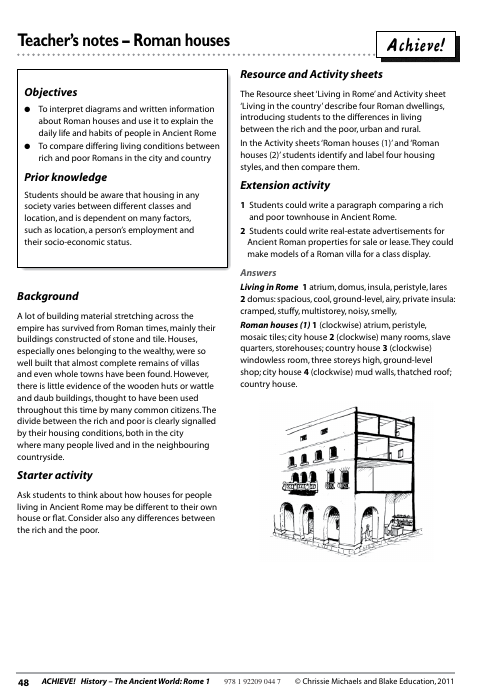 Teacher's notes – Roman houses
Achieve!
Objectives
● To interpret diagrams and written information
about Roman houses and use it to explain the
daily life and habits of people in Ancient Rome
● To compare differing living conditions between
rich and poor Romans in the city and country
Prior knowledge
Students should be aware that housing in any
society varies between different classes and
location, and is dependent on many factors,
such as location, a person's employment and
their socio-economic status.
Background
A lot of building material stretching across the
empire has survived from Roman times, mainly their
buildings constructed of stone and tile. Houses,
especially ones belonging to the wealthy, were so
well built that almost complete remains of villas
and even whole towns have been found. However,
there is little evidence of the wooden huts or wattle
and daub buildings, thought to have been used
throughout this time by many common citizens. The
divide between the rich and poor is clearly signalled
by their housing conditions, both in the city
where many people lived and in the neighbouring
countryside.
Starter activity
Ask students to think about how houses for people
living in Ancient Rome may be different to their own
house or flat. Consider also any differences between
the rich and the poor.
Resource and Activity sheets
The Resource sheet 'Living in Rome' and Activity sheet
'Living in the country' describe four Roman dwellings,
introducing students to the differences in living
between the rich and the poor, urban and rural.
In the Activity sheets 'Roman houses (1)' and 'Roman
houses (2)' students identify and label four housing
styles, and then compare them.
Extension activity
1 Students could write a paragraph comparing a rich
and poor townhouse in Ancient Rome.
2 Students could write real-estate advertisements for
Ancient Roman properties for sale or lease. They could
make models of a Roman villa for a class display.
Answers
Living in Rome 1 atrium, domus, insula, peristyle, lares
2 domus: spacious, cool, ground-level, airy, private insula:
cramped, stuffy, multistorey, noisy, smelly,
Roman houses (1) 1 (clockwise) atrium, peristyle,
mosaic tiles; city house 2 (clockwise) many rooms, slave
quarters, storehouses; country house 3 (clockwise)
windowless room, three storeys high, ground-level
shop; city house 4 (clockwise) mud walls, thatched roof;
country house.
48 ACHIEVE! History – The Ancient World: Rome 1 978 1 92209 044 7 © Chrissie Michaels and Blake Education, 2011